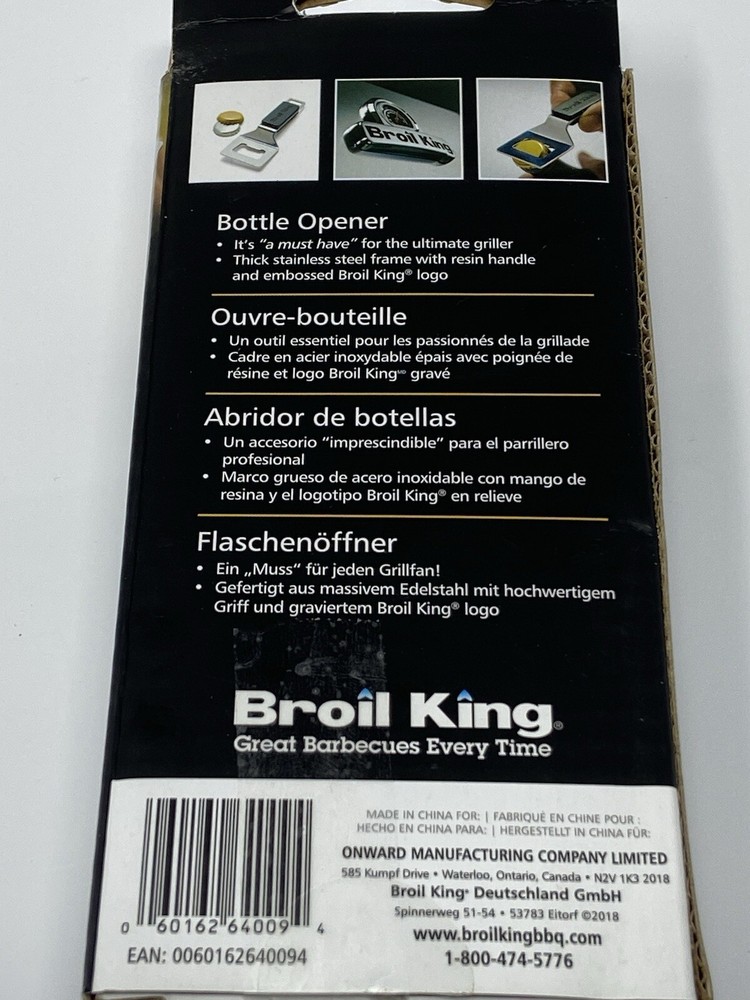 Broil King
Bottle Opener
• It's "a must have" for the ultimate griller
• Thick stainless steel frame with resin handle
and embossed Broil King® logo
Ouvre-bouteille
• Un outil essentiel pour les passionnés de la grillade
• Cadre en acier inoxydable épais avec poignée de
résine et logo Broil King gravé
Abridor de botellas
• Un accesorio "imprescindible" para el parrillero
profesional
• Marco grueso de acero inoxidable con mango de
resina y el logotipo Broil King® en relieve
Flaschenöffner
• Ein „Muss" für jeden Grillfan!
• Gefertigt aus massivem Edelstahl mit hochwertigem
Griff und graviertem Broil King® logo
Broil King®
Great Barbecues Every Time
MADE IN CHINA FOR: | FABRIQUÉ EN CHINE POUR :
HECHO EN CHINA PARA: | HERGESTELLT IN CHINA FÜR:
ONWARD MANUFACTURING COMPANY LIMITED
585 Kumpf Drive • Waterloo, Ontario, Canada • N2V 1K3 2018
Broil King® Deutschland GmbH
Spinnerweg 51-54 • 53783 Eitorf ©2018
www.broilkingbbq.com
1-800-474-5776
0 60162 64009 4
EAN: 0060162640094